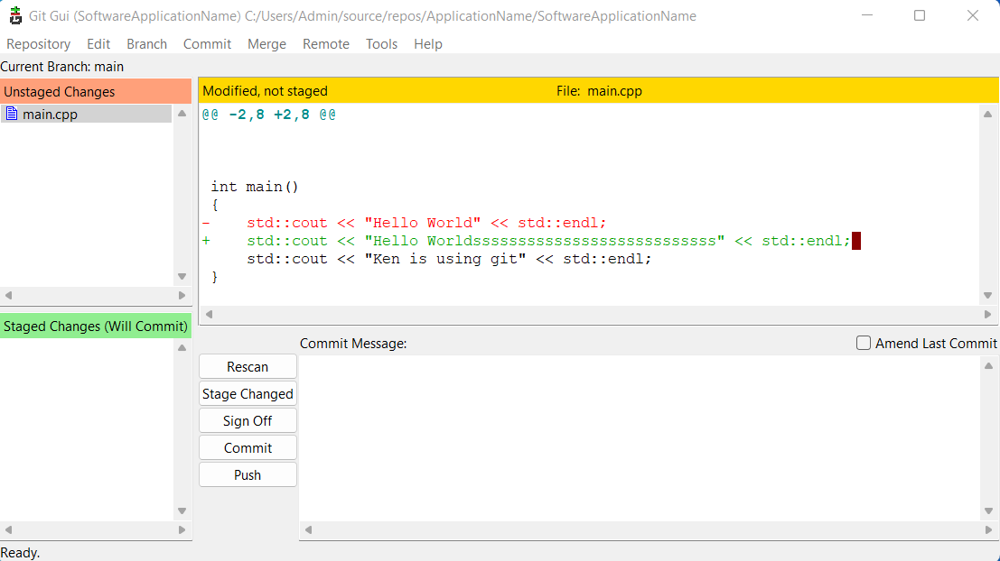 Git Gui (SoftwareApplicationName) C:/Users/Admin/source/repos/ApplicationName/SoftwareApplicationName
Repository Edit Branch Commit Merge Remote Tools Help
Current Branch: main
Unstaged Changes
main.cpp
Modified, not staged File: main.cpp
@@ -2,8 +2,8 @@
int main()
{
-    std::cout << "Hello World" << std::endl;
+    std::cout << "Hello Worldsssssssssssssssssssssssssss" << std::endl;
std::cout << "Ken is using git" << std::endl;
}
Staged Changes (Will Commit)
Commit Message: Amend Last Commit
Rescan
Stage Changed
Sign Off
Commit
Push
Ready.